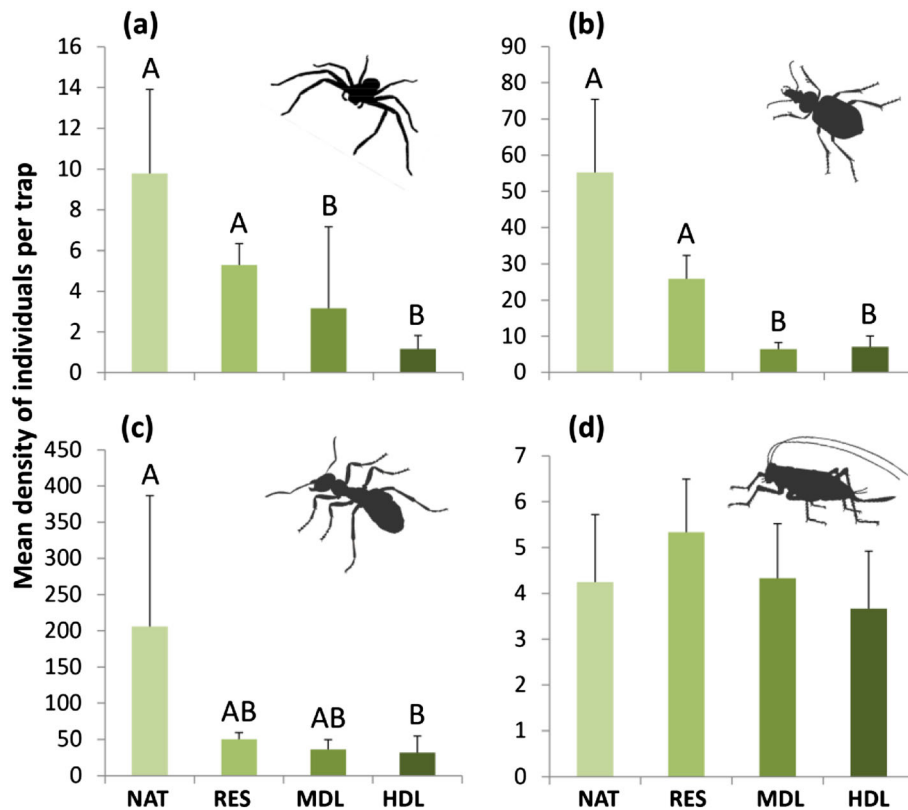 (a)
16
14
12
10
8
6
4
2
0
A
A
B
B
(b)
90
80
70
60
50
40
30
20
10
0
A
A
B
B
Mean density of individuals per trap
(c)
450
400
350
300
250
200
150
100
50
0
A
AB
AB
B
NAT RES MDL HDL
(d)
7
6
5
4
3
2
1
0
NAT RES MDL HDL